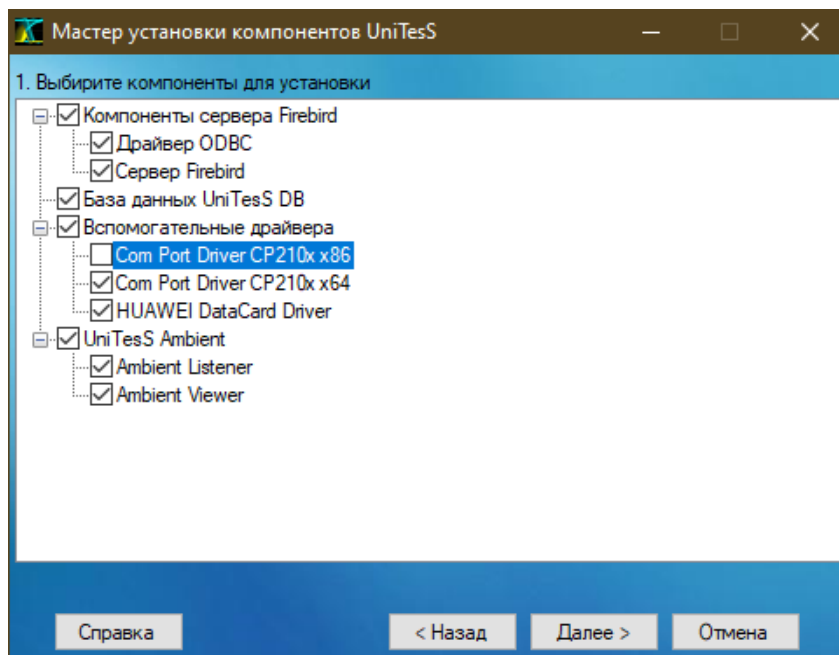 Мастер установки компонентов UniTesS
1. Выбирите компоненты для установки
Компоненты сервера Firebird
Драйвер ODBC
Сервер Firebird
База данных UniTesS DB
Вспомогательные драйвера
Com Port Driver CP210x x86
Com Port Driver CP210x x64
HUAWEI DataCard Driver
UniTesS Ambient
Ambient Listener
Ambient Viewer
Справка < Назад Далее > Отмена